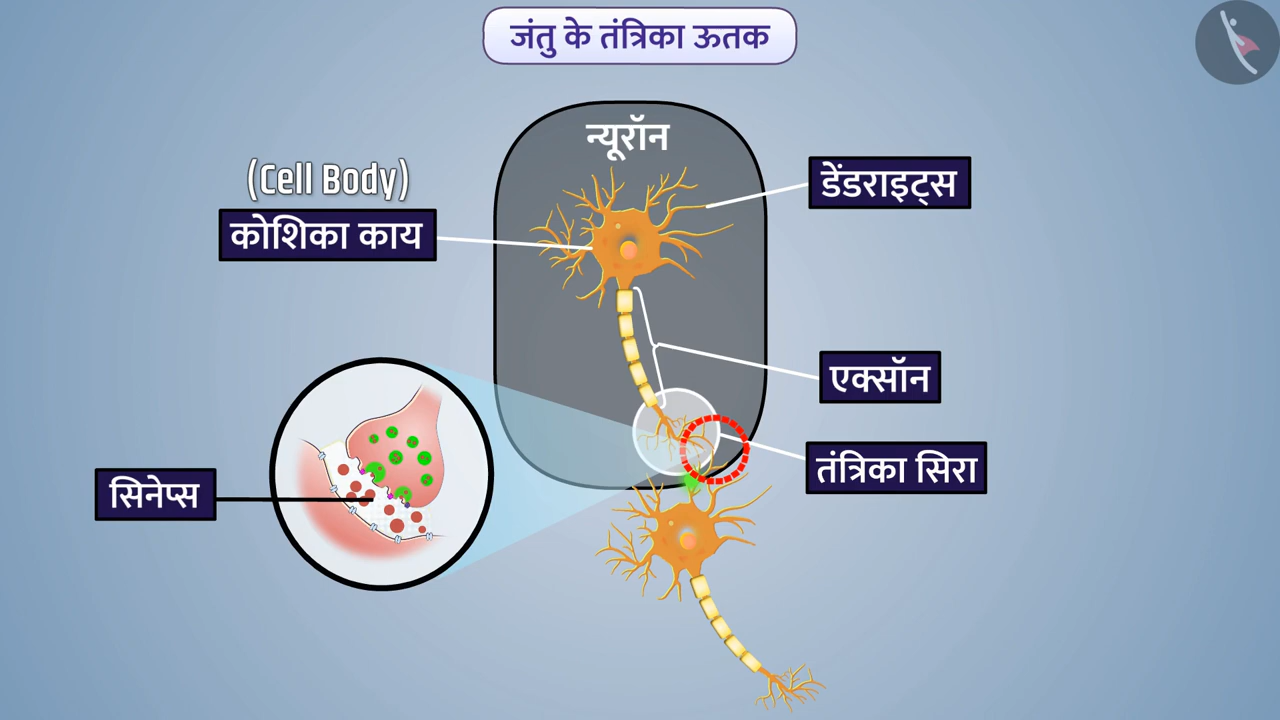 जंतु के तंत्रिका ऊतक
न्यूरॉन
(Cell Body)
कोशिका काय
डेंडराइट्स
एक्सॉन
तंत्रिका सिरा
सिनेप्स